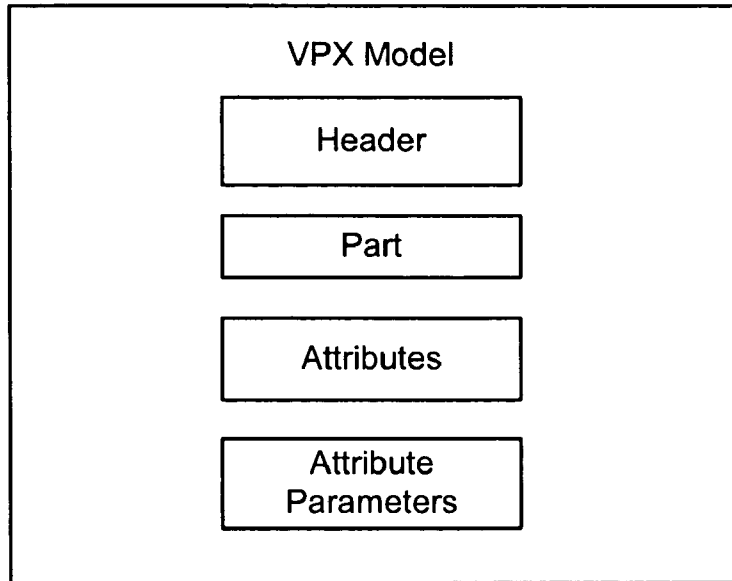 VPX Model
Header
Part
Attributes
Attribute
Parameters